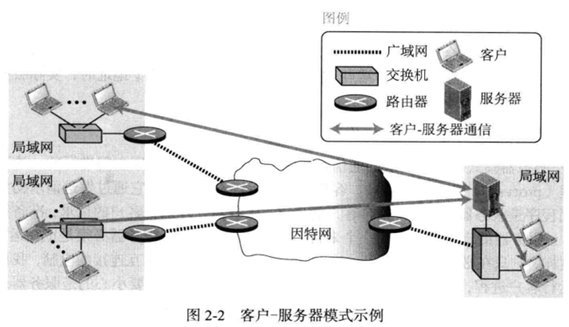 图例
广域网
客户
交换机
服务器
路由器
客户-服务器通信
局域网
局域网
局域网
因特网
图 2-2 客户-服务器模式示例